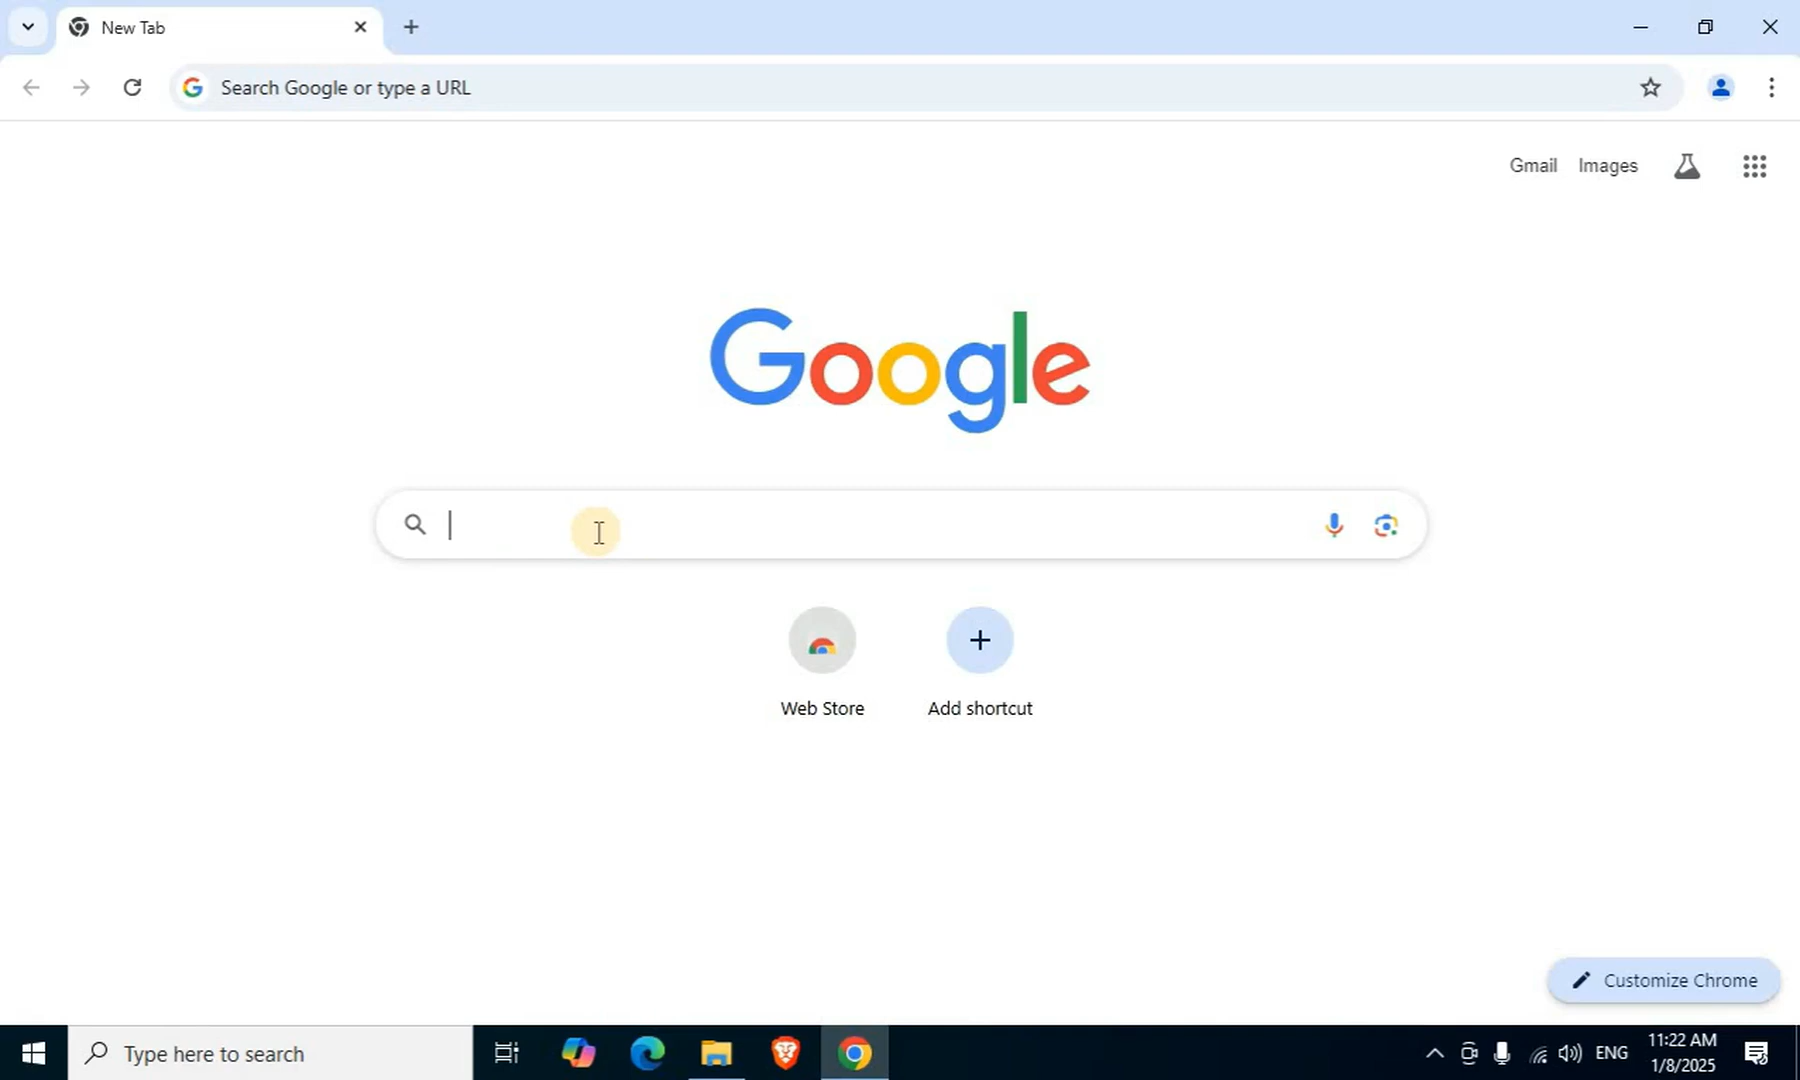 New Tab
Search Google or type a URL
Gmail Images
Google
Web Store
Add shortcut
Customize Chrome
Type here to search
ENG
11:22 AM
1/8/2025